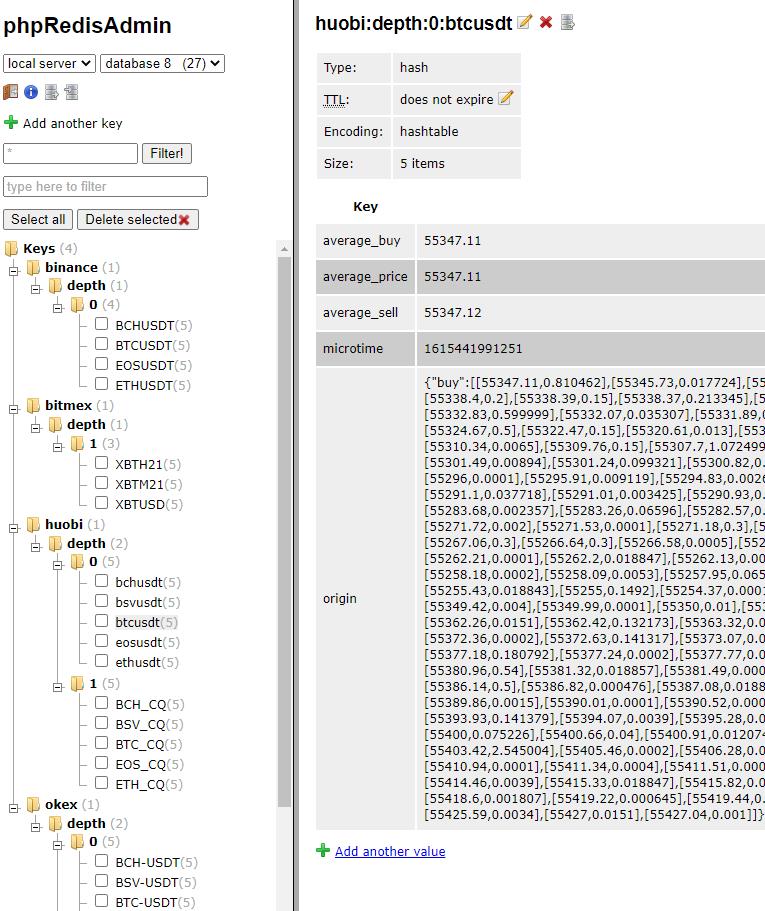 phpRedisAdmin
local server database 8 (27)
Add another key
* Filter!
type here to filter
Select all Delete selected
Keys (4)
binance (1)
depth (1)
0 (4)
BCHUSDT(5)
BTCUSDT(5)
EOSUSDT(5)
ETHUSDT(5)
bitmex (1)
depth (1)
1 (3)
XBTH21(5)
XBTM21(5)
XBTUSD(5)
huobi (1)
depth (2)
0 (5)
bchusdt(5)
bsvusdt(5)
btcusdt(5)
eosusdt(5)
ethusdt(5)
1 (5)
BCH_CQ(5)
BSV_CQ(5)
BTC_CQ(5)
EOS_CQ(5)
ETH_CQ(5)
okex (1)
depth (2)
0 (5)
BCH-USDT(5)
BSV-USDT(5)
BTC-USDT(5)
huobi:depth:0:btcusdt
Type: hash
TTL: does not expire
Encoding: hashtable
Size: 5 items
Key
average_buy 55347.11
average_price 55347.11
average_sell 55347.12
microtime 1615441991251
origin
{"buy":[[55347.11,0.810462],[55345.73,0.017724],[55
[55338.4,0.2],[55338.39,0.15],[55338.37,0.213345],[5
[55332.83,0.599999],[55332.07,0.035307],[55331.89,0
[55324.67,0.5],[55322.47,0.15],[55320.61,0.013],[553
[55310.34,0.0065],[55309.76,0.15],[55307.7,1.072499
[55301.49,0.00894],[55301.24,0.099321],[55300.82,0.
[55296,0.0001],[55295.91,0.009119],[55294.83,0.0026
[55291.1,0.037718],[55291.01,0.003425],[55290.93,0.
[55283.68,0.002357],[55283.26,0.06596],[55282.57,0.
[55271.72,0.002],[55271.53,0.0001],[55271.18,0.3],[5
[55267.06,0.3],[55266.64,0.3],[55266.58,0.0005],[552
[55262.21,0.0001],[55262.2,0.018847],[55262.13,0.00
[55258.18,0.0002],[55258.09,0.0053],[55257.95,0.065
[55255.43,0.018843],[55255,0.1492],[55254.37,0.0001
[55349.42,0.004],[55349.99,0.0001],[55350,0.01],[553
[55362.26,0.0151],[55362.42,0.132173],[55363.32,0.0
[55372.36,0.0002],[55372.63,0.141317],[55373.07,0.0
[55377.18,0.180792],[55377.24,0.0002],[55377.77,0.0
[55380.96,0.54],[55381.32,0.018857],[55381.49,0.000
[55386.14,0.5],[55386.82,0.000476],[55387.08,0.0188
[55389.86,0.0015],[55390.01,0.0001],[55390.52,0.000
[55393.93,0.141379],[55394.07,0.0039],[55395.28,0.0
[55400,0.075226],[55400.66,0.04],[55400.91,0.012074
[55403.42,2.545004],[55405.46,0.0002],[55406.28,0.0
[55410.94,0.0001],[55411.34,0.0004],[55411.51,0.000
[55414.46,0.0039],[55415.33,0.018847],[55415.82,0.0
[55418.6,0.001807],[55419.22,0.000645],[55419.44,0.
[55425.59,0.0034],[55427,0.0151],[55427.04,0.001]]}
Add another value